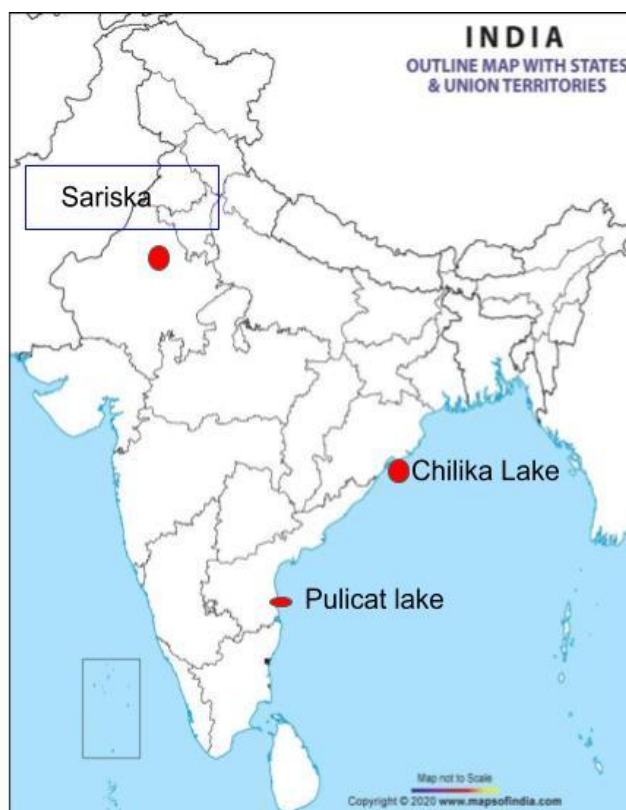 INDIA
OUTLINE MAP WITH STATES
& UNION TERRITORIES
Sariska
Chilika Lake
Pulicat lake
Map not to Scale
Copyright © 2020 www.mapsofindia.com